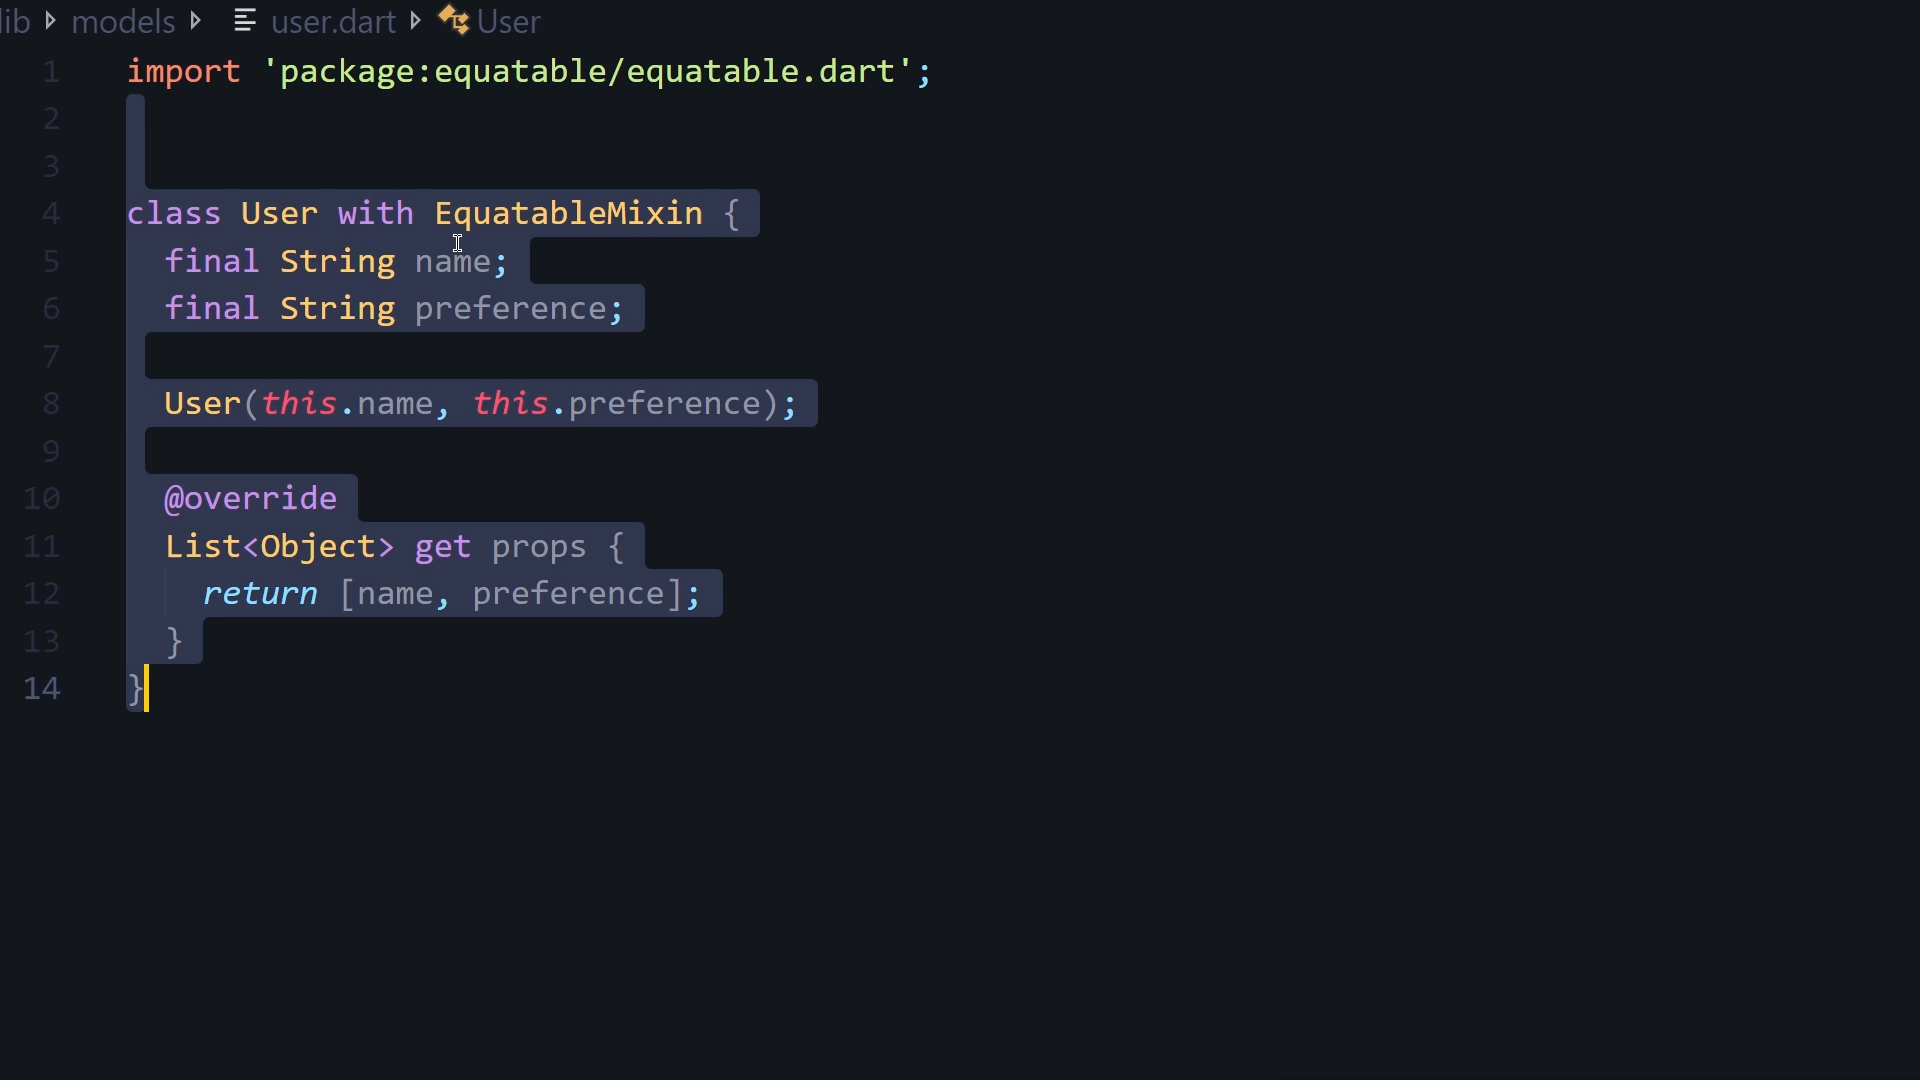 lib models user.dart User
1 import 'package:equatable/equatable.dart';
2
3
4 class User with EquatableMixin {
5 final String name;
6 final String preference;
7
8 User(this.name, this.preference);
9
10 @override
11 List<Object> get props {
12 return [name, preference];
13 }
14 }